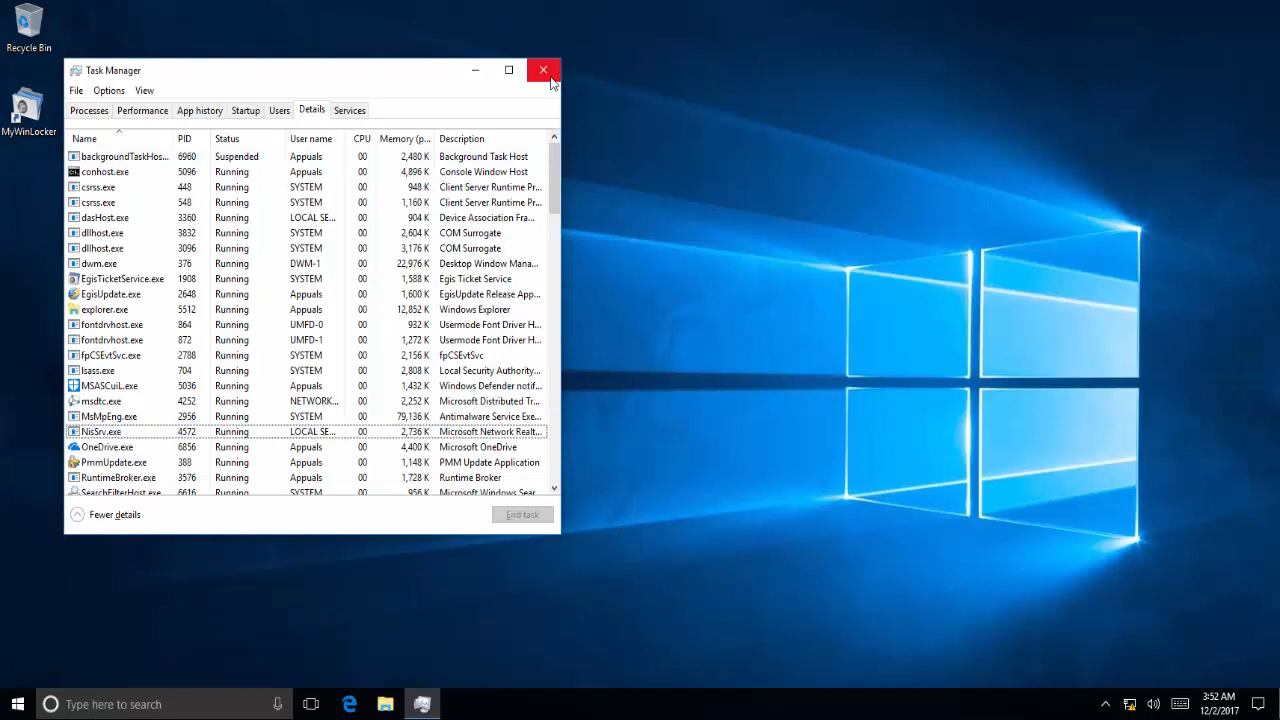 Recycle Bin
MyWinLocker
Task Manager
File Options View
Processes Performance App history Startup Users Details Services
Name PID Status User name CPU Memory (p... Description
backgroundTaskHos... 6960 Suspended Appuals 00 2,480 K Background Task Host
conhost.exe 5096 Running Appuals 00 4,896 K Console Window Host
csrss.exe 448 Running SYSTEM 00 948 K Client Server Runtime Pr...
csrss.exe 548 Running SYSTEM 00 1,160 K Client Server Runtime Pr...
dasHost.exe 3360 Running LOCAL SE... 00 904 K Device Association Fra...
dllhost.exe 3832 Running SYSTEM 00 2,604 K COM Surrogate
dllhost.exe 3096 Running Appuals 00 3,176 K COM Surrogate
dwm.exe 376 Running DWM-1 00 22,976 K Desktop Window Mana...
EgisTicketService.exe 1908 Running SYSTEM 00 1,588 K Egis Ticket Service
EgisUpdate.exe 2648 Running Appuals 00 1,600 K EgisUpdate Release App...
explorer.exe 5512 Running Appuals 00 12,852 K Windows Explorer
fontdrvhost.exe 864 Running UMFD-0 00 932 K Usermode Font Driver H...
fontdrvhost.exe 872 Running UMFD-1 00 1,272 K Usermode Font Driver H...
fpCSEvtSvc.exe 2788 Running SYSTEM 00 2,156 K fpCSEvtSvc
lsass.exe 704 Running SYSTEM 00 2,808 K Local Security Authority...
MSASCuiL.exe 5036 Running Appuals 00 1,432 K Windows Defender notif...
msdtc.exe 4252 Running NETWORK... 00 2,252 K Microsoft Distributed Tr...
MsMpEng.exe 2956 Running SYSTEM 00 79,136 K Antimalware Service Exe...
NisSrv.exe 4572 Running LOCAL SE... 00 2,736 K Microsoft Network Realt...
OneDrive.exe 6856 Running Appuals 00 4,400 K Microsoft OneDrive
PmmUpdate.exe 388 Running Appuals 00 1,148 K PMM Update Application
RuntimeBroker.exe 3576 Running Appuals 00 1,728 K Runtime Broker
SearchFilterHost.exe 6616 Running SYSTEM 00 956 K Microsoft Windows Sear...
Fewer details
End task
Type here to search
3:52 AM
12/2/2017